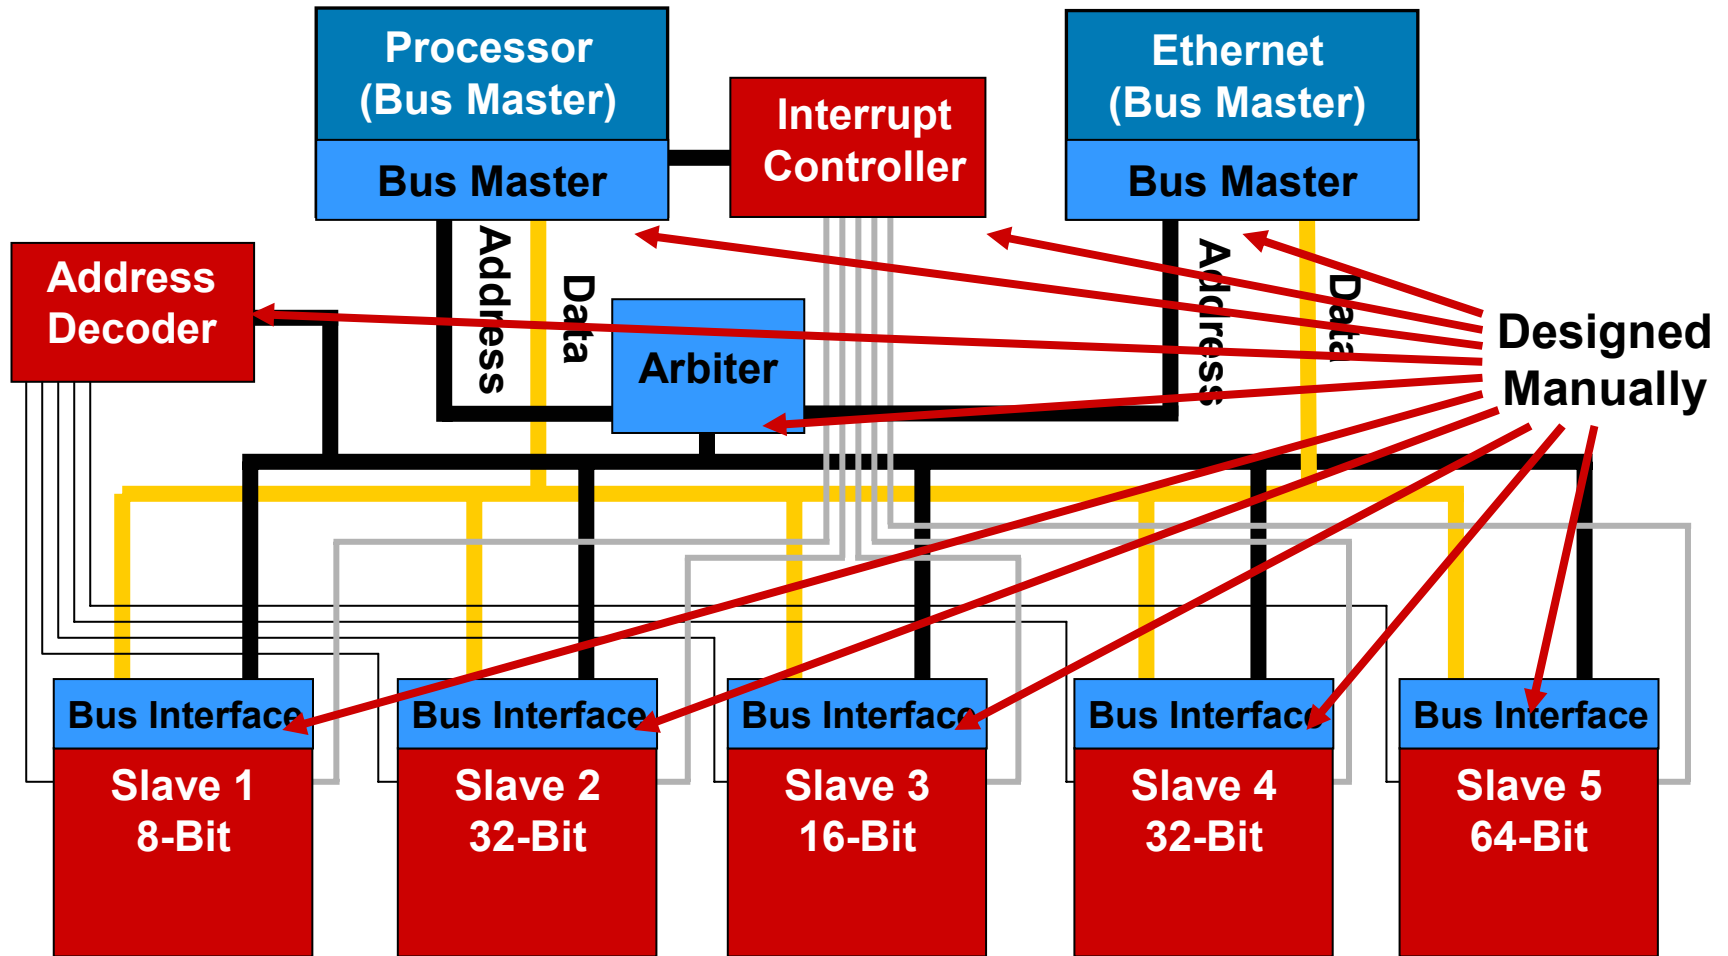 Processor
(Bus Master)
Bus Master
Interrupt
Controller
Ethernet
(Bus Master)
Bus Master
Address
Decoder
Address
Data
Arbiter
Address
Data
Designed
Manually
Bus Interface
Slave 1
8-Bit
Bus Interface
Slave 2
32-Bit
Bus Interface
Slave 3
16-Bit
Bus Interface
Slave 4
32-Bit
Bus Interface
Slave 5
64-Bit